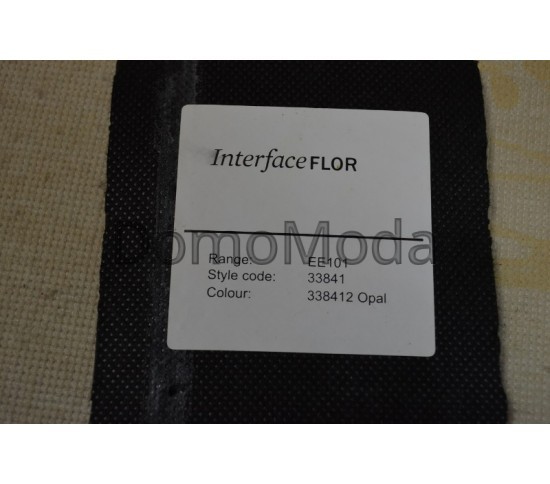 InterfaceFLOR
DomoModa
Range: EE101
Style code: 33841
Colour: 338412 Opal